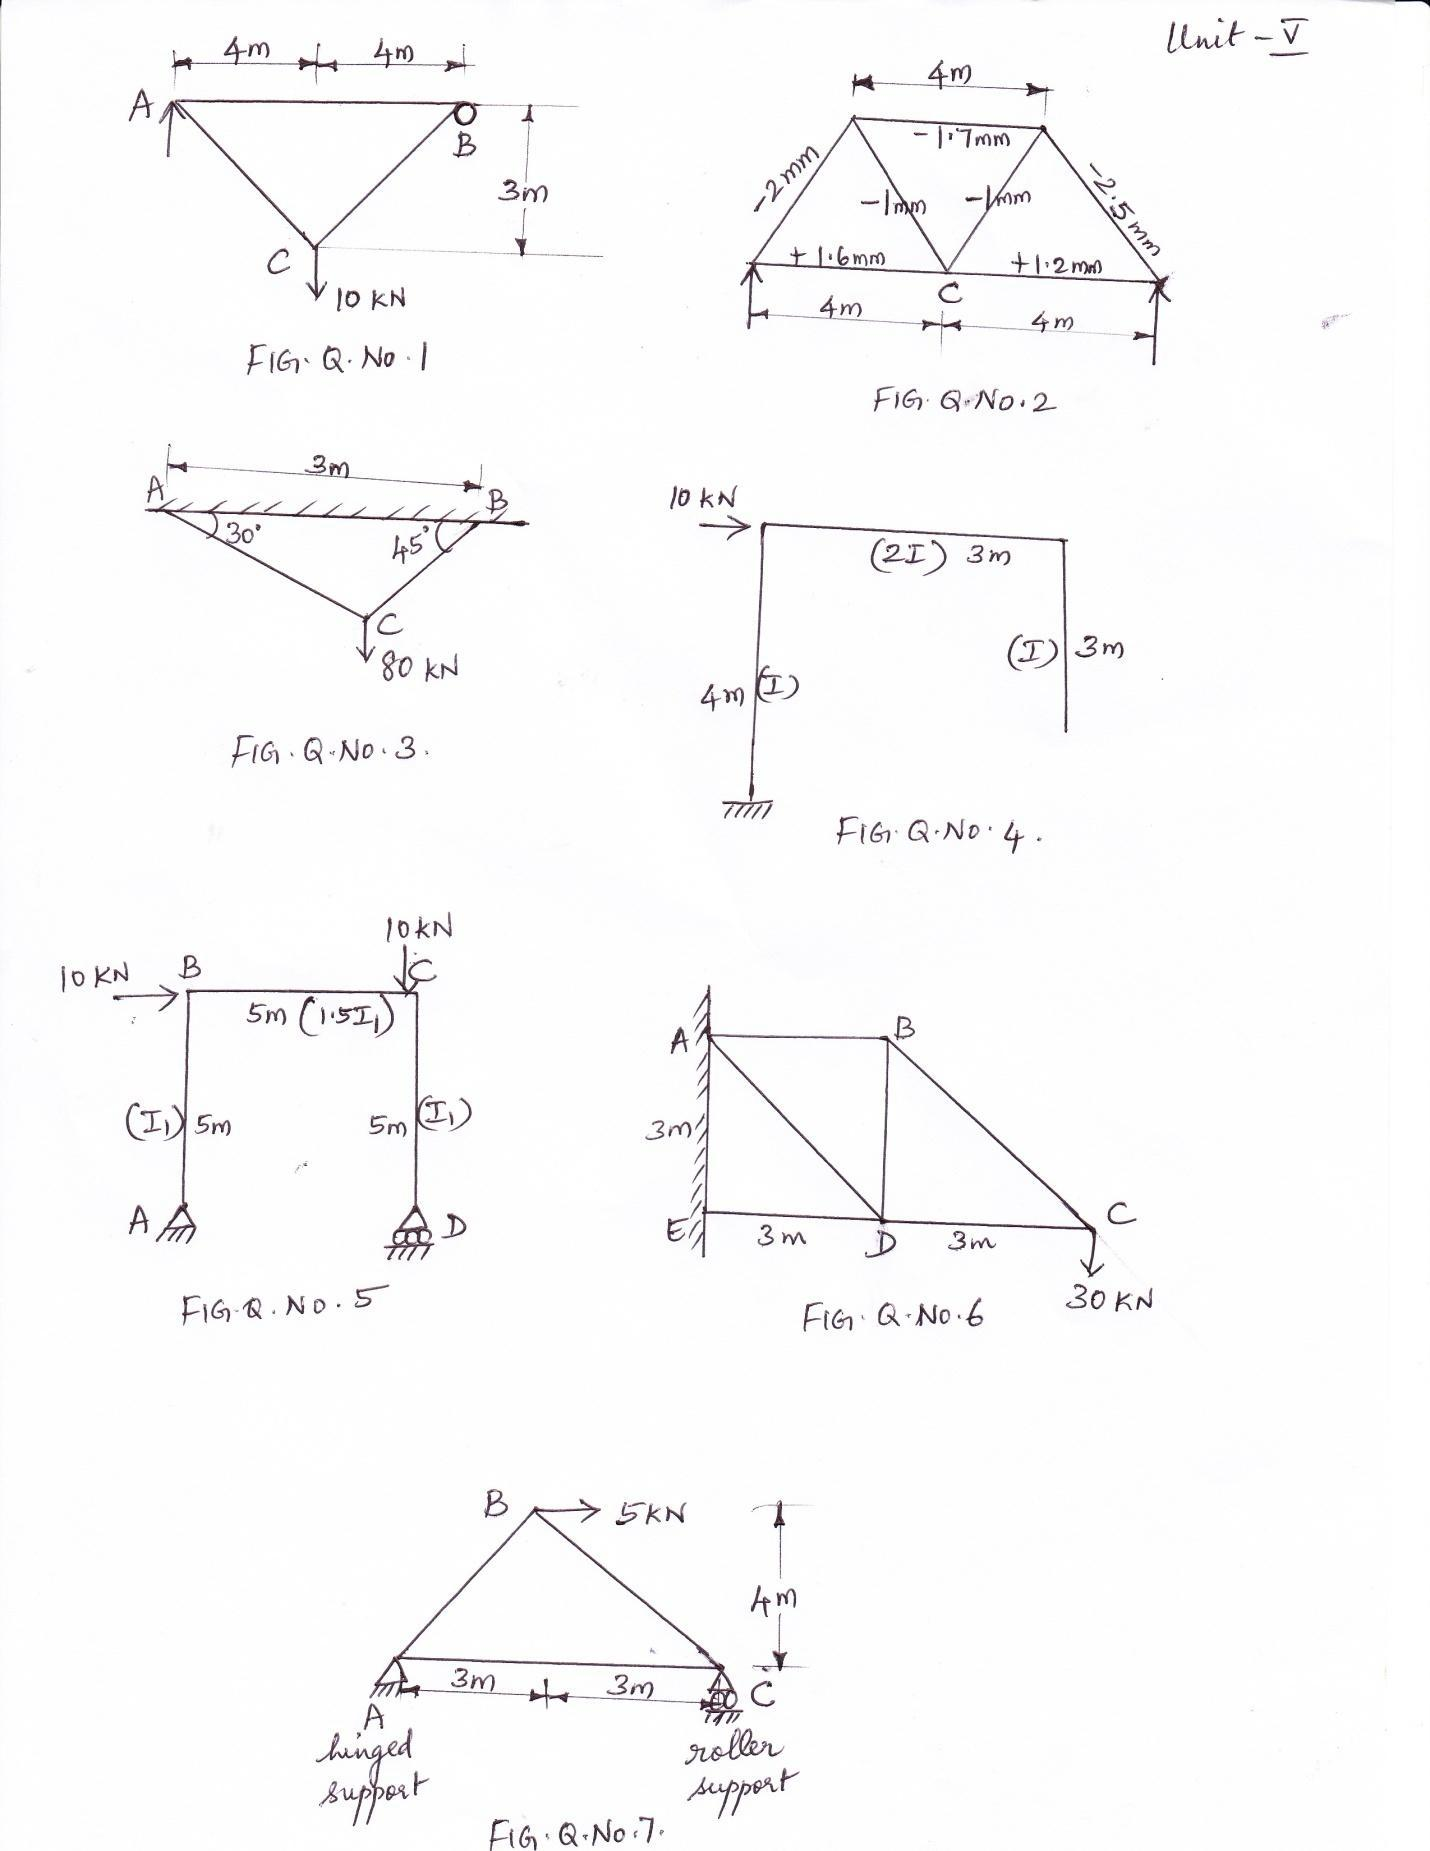 Unit - V
4m 4m
A
B
3m
C
10 KN
FIG. Q. No. 1
4m
-1.7mm
-2mm
-1mm -1mm
-2.5mm
+1.6mm +1.2mm
C
4m 4m
FIG. Q. No. 2
3m
A B
30° 45°
C
80 KN
FIG. Q. No. 3.
10 KN
(2I) 3m
(I) 3m
4m (I)
FIG. Q. No. 4.
10 KN
10 KN B C
5m (1.5I₁)
(I₁) 5m 5m (I₁)
A D
FIG. Q. No. 5
A B
3m
E 3m D 3m C
30 KN
FIG. Q. No. 6
B 5KN
4m
3m 3m
A C
hinged support
roller support
FIG. Q. No. 7.